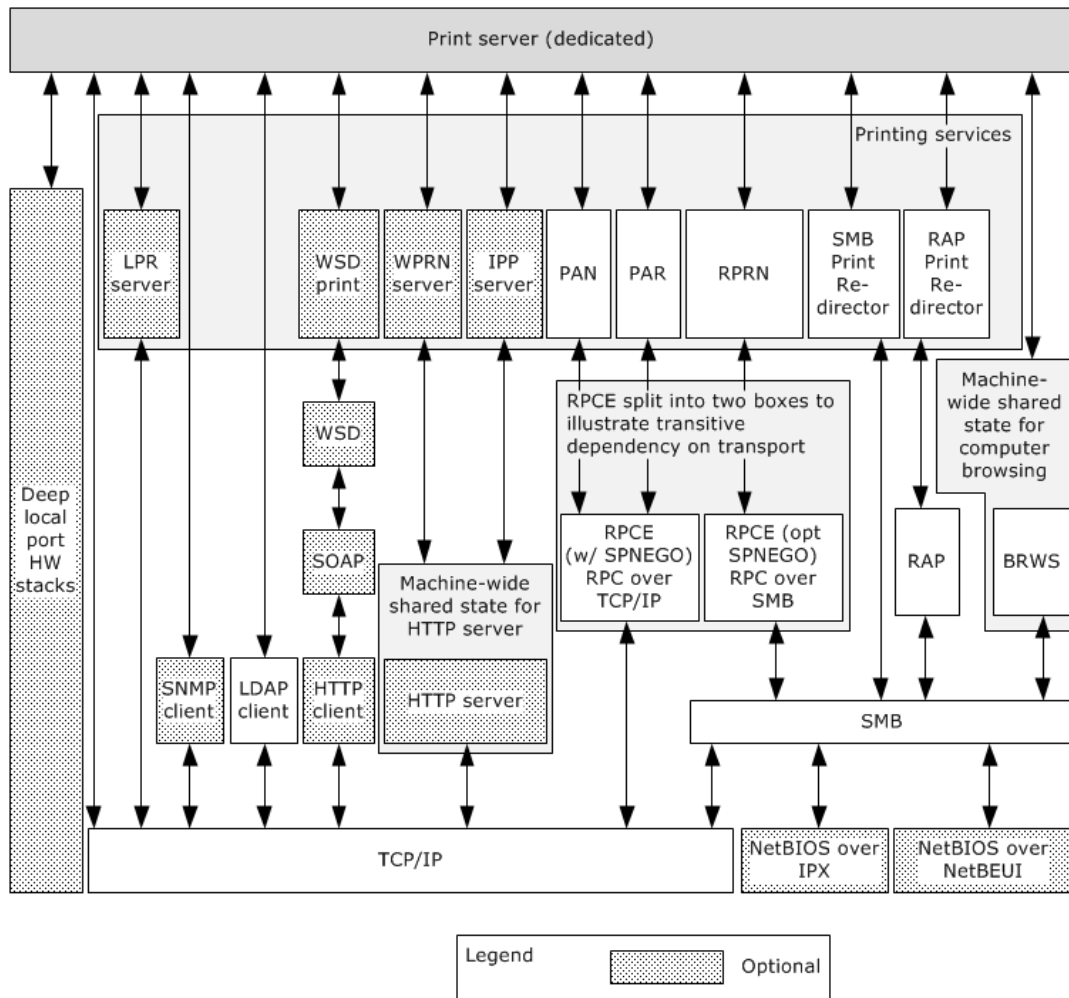 Print server (dedicated)
Printing services
LPR
server
WSD
print
WPRN
server
IPP
server
PAN
PAR
RPRN
SMB
Print
Re-
director
RAP
Print
Re-
director
Deep
local
port
HW
stacks
WSD
SOAP
RPCE split into two boxes to
illustrate transitive
dependency on transport
RPCE
(w/ SPNEGO)
RPC over
TCP/IP
RPCE (opt
SPNEGO)
RPC over
SMB
RAP
Machine-
wide shared
state for
computer
browsing
BRWS
Machine-wide
shared state for
HTTP server
SNMP
client
LDAP
client
HTTP
client
HTTP server
SMB
TCP/IP
NetBIOS over
IPX
NetBIOS over
NetBEUI
Legend
Optional